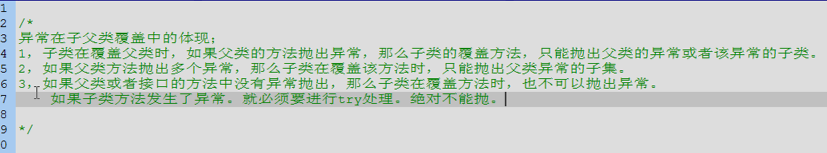 1
2 /*
3 异常在子父类覆盖中的体现；
4 1，子类在覆盖父类时，如果父类的方法抛出异常，那么子类的覆盖方法，只能抛出父类的异常或者该异常的子类。
5 2，如果父类方法抛出多个异常，那么子类在覆盖该方法时，只能抛出父类异常的子集。
6 3，如果父类或者接口的方法中没有异常抛出，那么子类在覆盖方法时，也不可以抛出异常。
7 如果子类方法发生了异常。就必须要进行try处理。绝对不能抛。
8
9 */
0